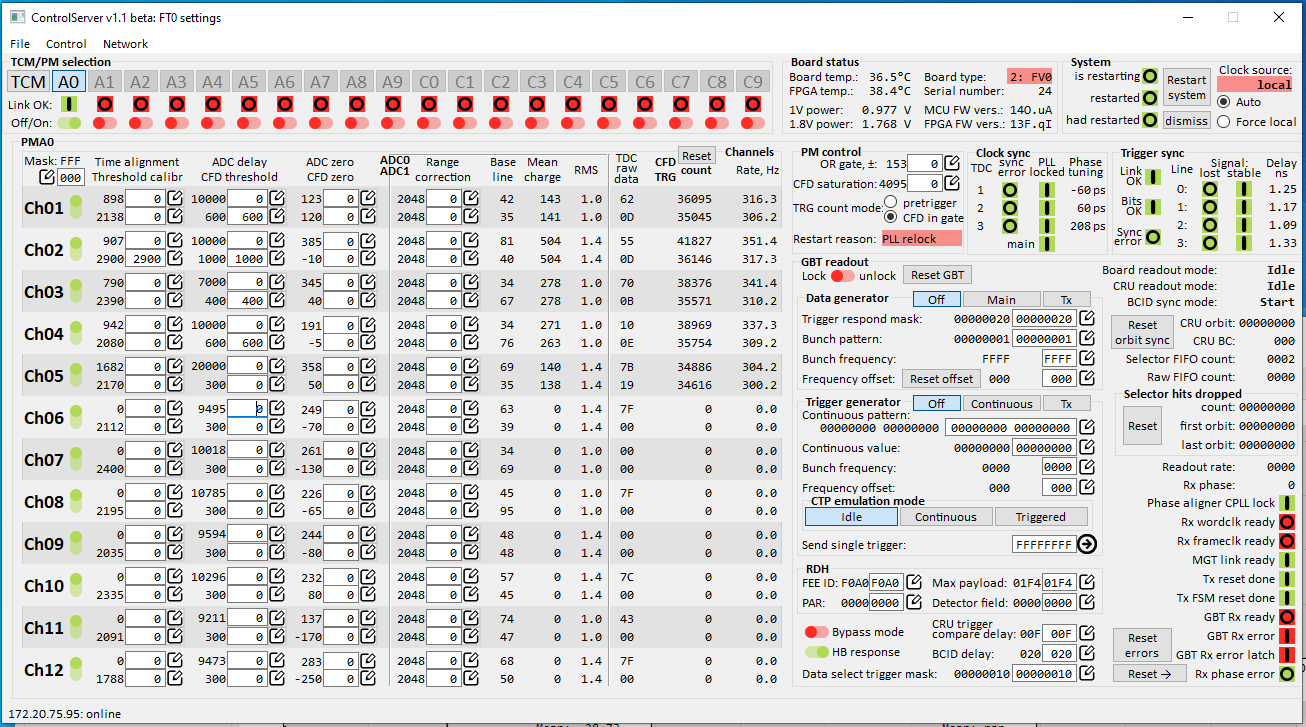 ControlServer v1.1 beta: FT0 settings
File Control Network
TCM/PM selection
TCM A0 A1 A2 A3 A4 A5 A6 A7 A8 A9 C0 C1 C2 C3 C4 C5 C6 C7 C8 C9
Link OK:
Off/On:
Board status
Board temp.: 36.5°C Board type: 2: FV0
FPGA temp.: 38.4°C Serial number: 24
1V power: 0.977 V MCU FW vers.: 140.uA
1.8V power: 1.768 V FPGA FW vers.: 13F.qI
System
is restarting
restarted
had restarted
Restart system
dismiss
Clock source:
local
Auto
Force local
PMA0
Mask: FFF
000
Time alignment
Threshold calibr
ADC delay
CFD threshold
ADC zero
CFD zero
ADC0
ADC1
Range
correction
Base
line
Mean
charge
RMS
TDC
raw
data
CFD
TRG
Reset
count
Channels
Rate, Hz
Ch01
898 0 10000 0 123 0 2048 0 42 143 1.0 62 36095 316.3
2138 0 600 600 120 0 2048 0 35 141 1.0 0D 35045 306.2
Ch02
907 0 10000 0 385 0 2048 0 81 504 1.4 55 41827 351.4
2900 2900 1000 1000 -10 0 2048 0 40 504 1.4 0D 36146 317.3
Ch03
790 0 7000 0 345 0 2048 0 34 278 1.4 70 38376 341.4
2390 0 400 400 40 0 2048 0 67 278 1.4 0B 35571 310.2
Ch04
942 0 10000 0 191 0 2048 0 34 271 1.4 10 38969 337.3
2080 0 600 600 -5 0 2048 0 76 263 1.4 0E 35754 309.2
Ch05
1682 0 20000 0 358 0 2048 0 69 140 1.4 7B 34886 304.2
2170 0 300 0 50 0 2048 0 35 138 1.4 19 34616 300.2
Ch06
0 0 9495 0 249 0 2048 0 63 0 1.4 7F 0 0.0
2112 0 300 0 -70 0 2048 0 39 0 1.4 00 0 0.0
Ch07
0 0 10018 0 261 0 2048 0 34 0 1.4 00 0 0.0
2400 0 300 0 -130 0 2048 0 69 0 1.4 00 0 0.0
Ch08
0 0 10785 0 226 0 2048 0 45 0 1.4 7F 0 0.0
2195 0 300 0 -65 0 2048 0 95 0 1.4 00 0 0.0
Ch09
0 0 9594 0 244 0 2048 0 48 0 1.4 00 0 0.0
2035 0 300 0 -80 0 2048 0 48 0 1.4 00 0 0.0
Ch10
0 0 10296 0 232 0 2048 0 57 0 1.4 7C 0 0.0
2335 0 300 0 80 0 2048 0 45 0 1.4 00 0 0.0
Ch11
0 0 9211 0 137 0 2048 0 74 0 1.4 43 0 0.0
2091 0 300 0 -170 0 2048 0 47 0 1.4 00 0 0.0
Ch12
0 0 9473 0 283 0 2048 0 68 0 1.4 7F 0 0.0
1788 0 300 0 -250 0 2048 0 50 0 1.4 00 0 0.0
PM control
OR gate, ±: 153 0
CFD saturation: 4095 0
TRG count mode: pretrigger
CFD in gate
Restart reason: PLL relock
Clock sync
TDC sync error PLL locked Phase tuning
1 -60 ps
2 60 ps
3 208 ps
main
Trigger sync
Link OK
Bits OK
Sync error
Line Signal: lost stable Delay ns
0: 1.25
1: 1.17
2: 1.09
3: 1.33
GBT readout
Lock unlock Reset GBT
Data generator Off Main Tx
Trigger respond mask: 00000020 00000020
Bunch pattern: 00000001 00000001
Bunch frequency: FFFF FFFF
Frequency offset: Reset offset 000 000
Trigger generator Off Continuous Tx
Continuous pattern:
00000000 00000000 00000000 00000000
Continuous value: 00000000 00000000
Bunch frequency: 0000 0000
Frequency offset: 000 000
CTP emulation mode
Idle Continuous Triggered
Send single trigger: FFFFFFFF
RDH
FEE ID: F0A0 F0A0 Max payload: 01F4 01F4
PAR: 0000 0000 Detector field: 0000 0000
Bypass mode
HB response
CRU trigger
compare delay: 00F 00F
BCID delay: 020 020
Data select trigger mask: 00000010 00000010
Board readout mode: Idle
CRU readout mode: Idle
BCID sync mode: Start
Reset orbit sync
CRU orbit: 00000000
CRU BC: 000
Selector FIFO count: 0002
Raw FIFO count: 0000
Selector hits dropped
Reset
count: 00000000
first orbit: 00000000
last orbit: 00000000
Readout rate: 0000
Rx phase: 0
Phase aligner CPLL lock
Rx wordclk ready
Rx frameclk ready
MGT link ready
Tx reset done
Tx FSM reset done
GBT Rx ready
Reset errors
GBT Rx error
GBT Rx error latch
Reset → Rx phase error
172.20.75.95: online